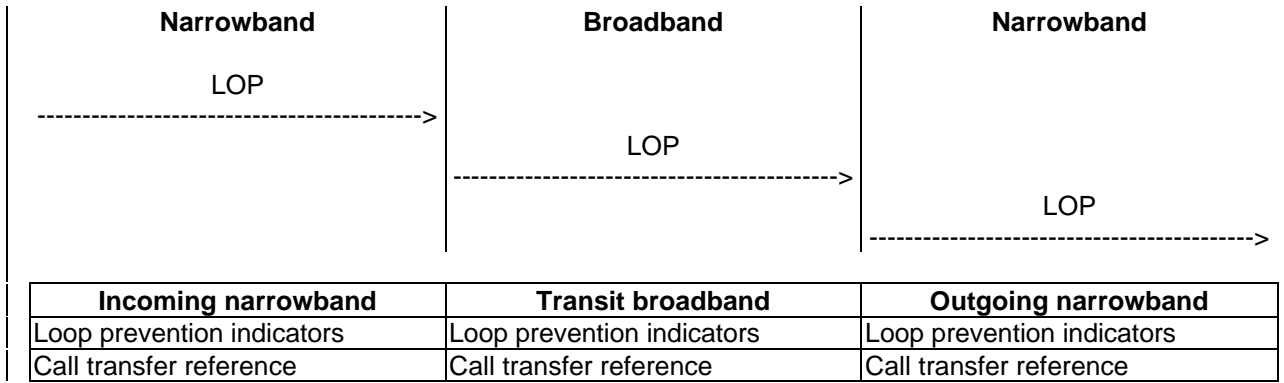 Narrowband Broadband Narrowband
LOP
------------------------------------------->
LOP
------------------------------------------->
LOP
------------------------------------------->
Incoming narrowband Transit broadband Outgoing narrowband
Loop prevention indicators Loop prevention indicators Loop prevention indicators
Call transfer reference Call transfer reference Call transfer reference